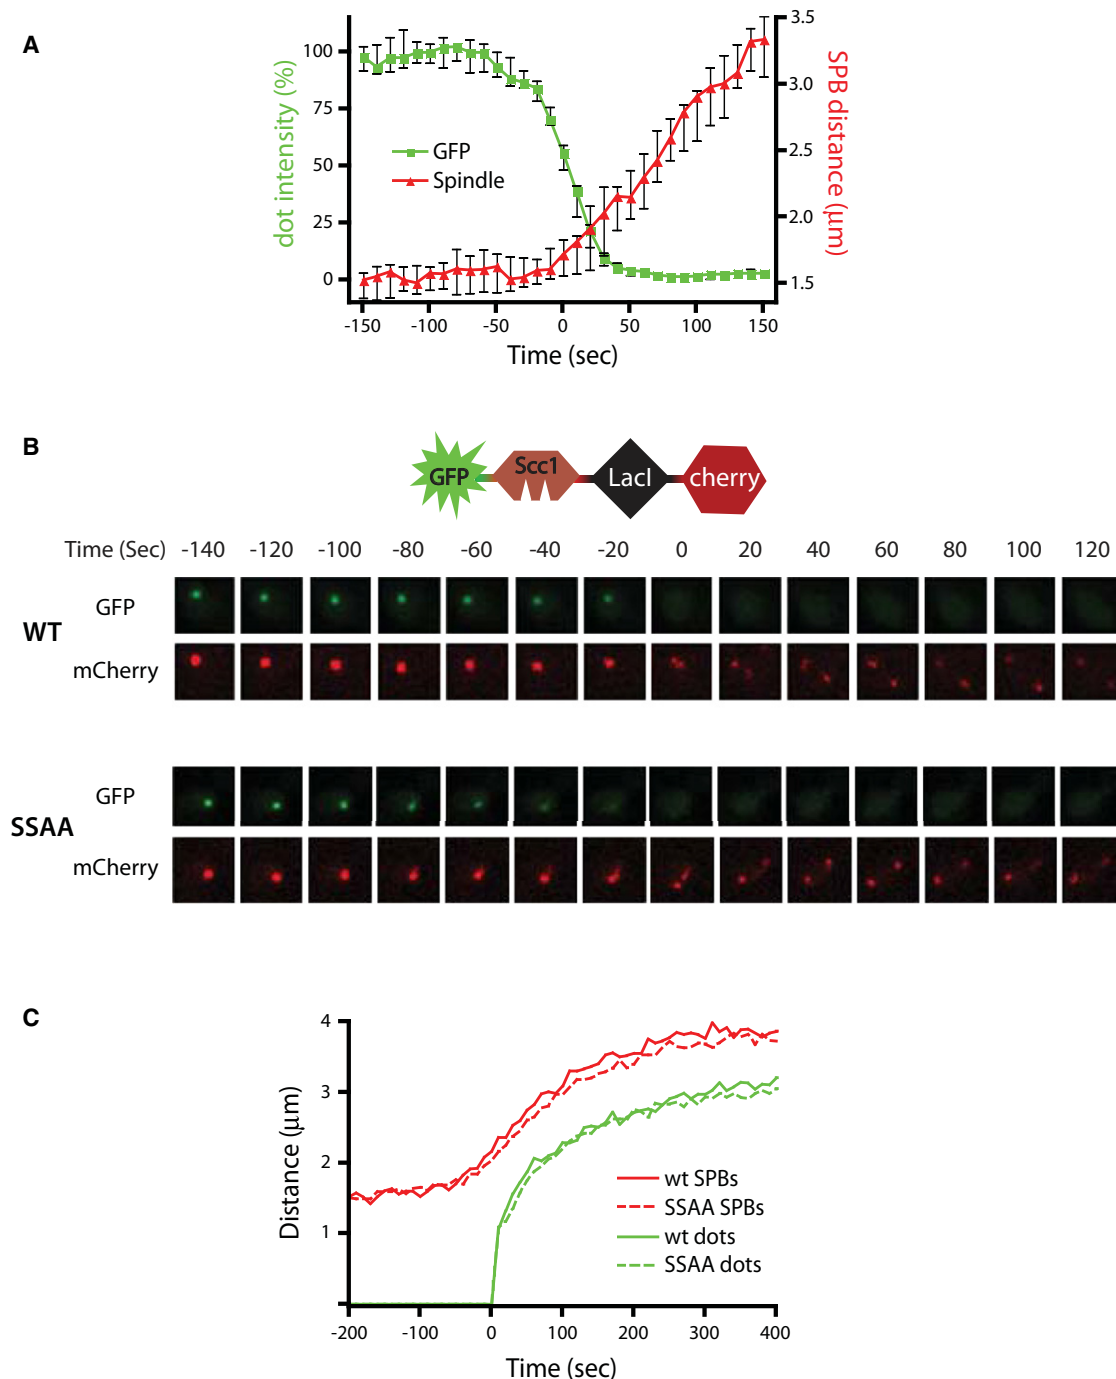 A
100
75
50
25
0
dot intensity (%)
GFP
Spindle
3.5
3.0
2.5
2.0
1.5
SPB distance (μm)
-150 -100 -50 0 50 100 150
Time (sec)
B
GFP Scc1 LacI cherry
Time (Sec) -140 -120 -100 -80 -60 -40 -20 0 20 40 60 80 100 120
GFP
WT
mCherry
GFP
SSAA
mCherry
C
4
3
2
1
Distance (μm)
wt SPBs
SSAA SPBs
wt dots
SSAA dots
-200 -100 0 100 200 300 400
Time (sec)